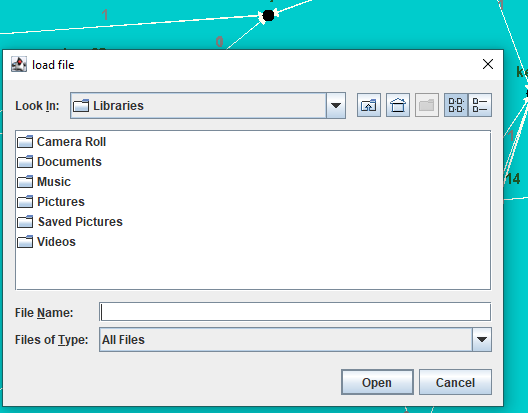 1
0
load file
Look In:
Libraries
Camera Roll
Documents
Music
Pictures
Saved Pictures
Videos
1
14
File Name:
Files of Type:
All Files
Open
Cancel